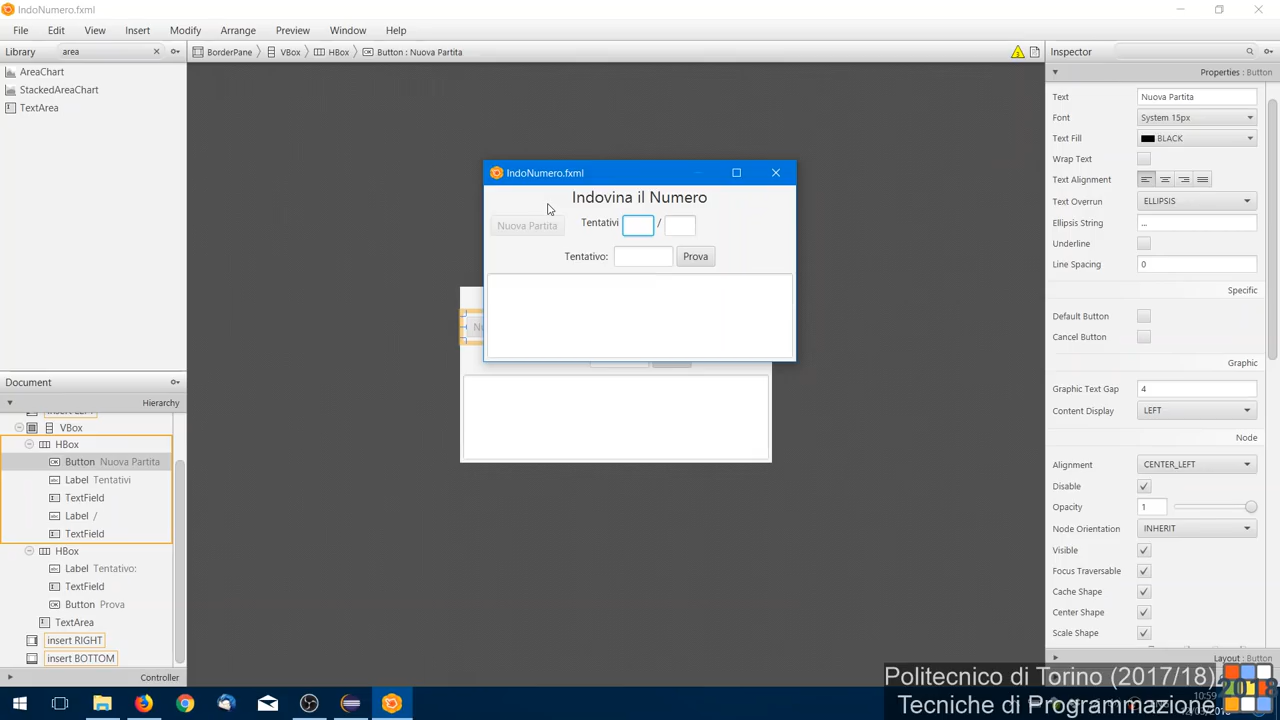 IndoNumero.fxml
File Edit View Insert Modify Arrange Preview Window Help
Library area
BorderPane VBox HBox Button : Nuova Partita
Inspector
AreaChart
StackedAreaChart
TextArea
Properties : Button
Text Nuova Partita
Font System 15px
Text Fill BLACK
Wrap Text
Text Alignment
Text Overrun ELLIPSIS
Ellipsis String ...
Underline
Line Spacing 0
Specific
Default Button
Cancel Button
Graphic
Graphic Text Gap 4
Content Display LEFT
Node
Alignment CENTER_LEFT
Disable
Opacity 1
Node Orientation INHERIT
Visible
Focus Traversable
Cache Shape
Center Shape
Scale Shape
Layout : Button
IndoNumero.fxml
Indovina il Numero
Nuova Partita Tentativi /
Tentativo: Prova
Document
Hierarchy
VBox
HBox
Button Nuova Partita
Label Tentativi
TextField
Label /
TextField
HBox
Label Tentativo:
TextField
Button Prova
TextArea
insert RIGHT
insert BOTTOM
Controller
Politecnico di Torino (2017/18)
Tecniche di Programmazione
2018
10:59